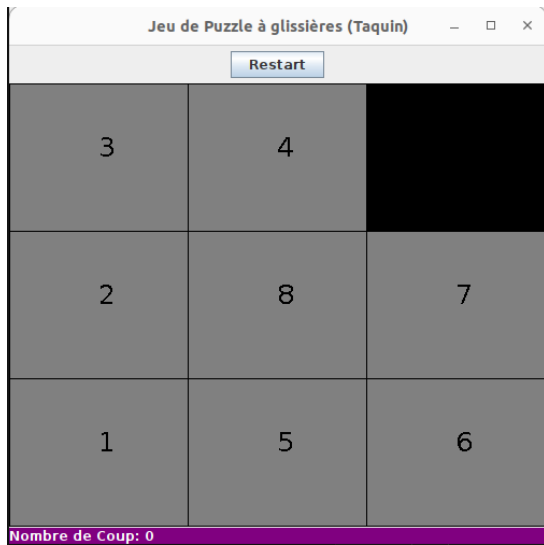 Jeu de Puzzle à glissières (Taquin)
Restart
3 4
2 8 7
1 5 6
Nombre de Coup: 0